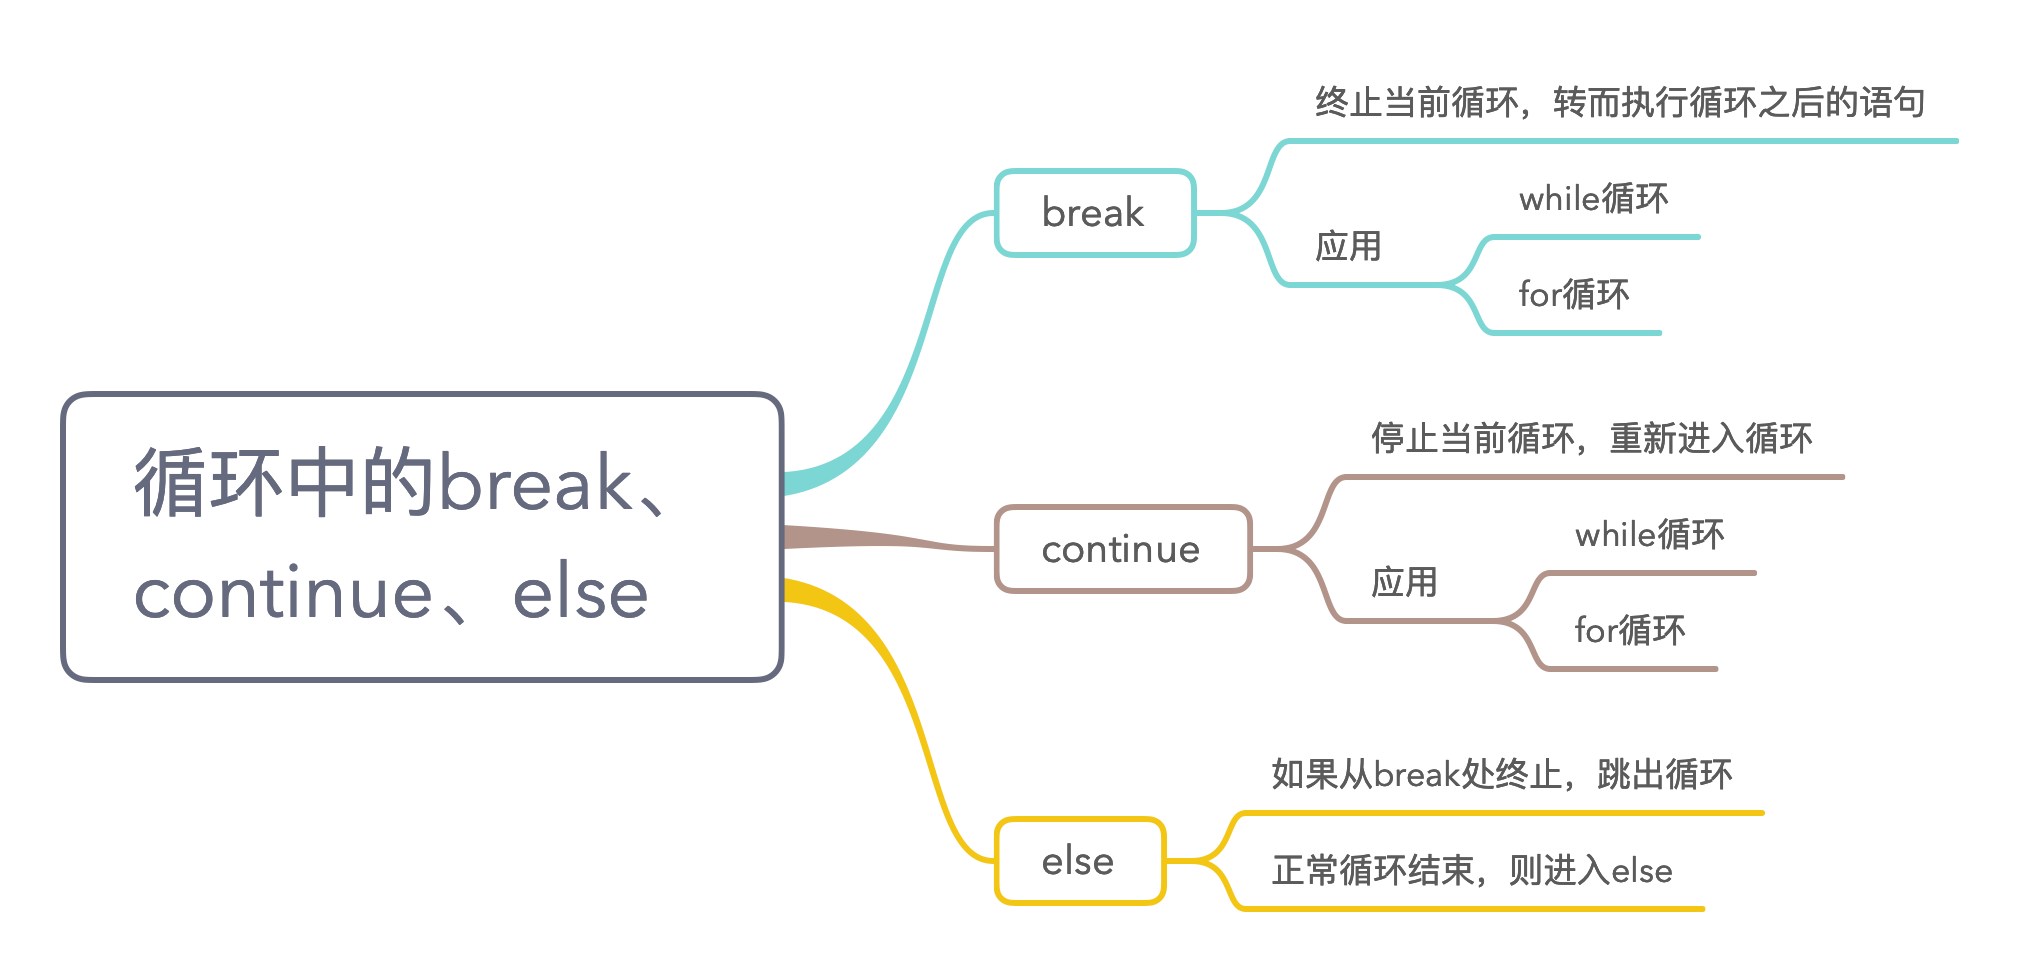 循环中的break、
continue、else
break
终止当前循环，转而执行循环之后的语句
应用
while循环
for循环
continue
停止当前循环，重新进入循环
应用
while循环
for循环
else
如果从break处终止，跳出循环
正常循环结束，则进入else